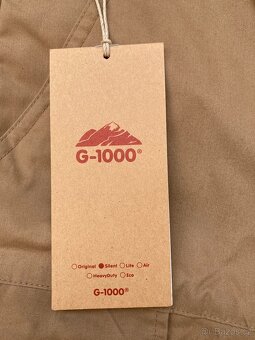 G-1000®
Original Silent Lite Air
HeavyDuty Eco
G-1000®